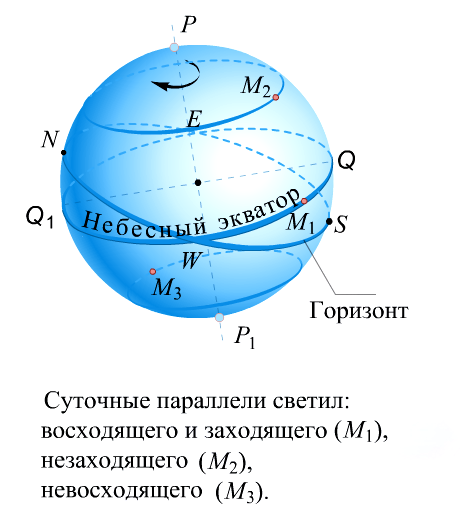 P
M2
E
N
Q
Q1
Небесный экватор
M1
S
W
M3
Горизонт
P1
Суточные параллели светил:
восходящего и заходящего (M1),
незаходящего (M2),
невосходящего (M3).